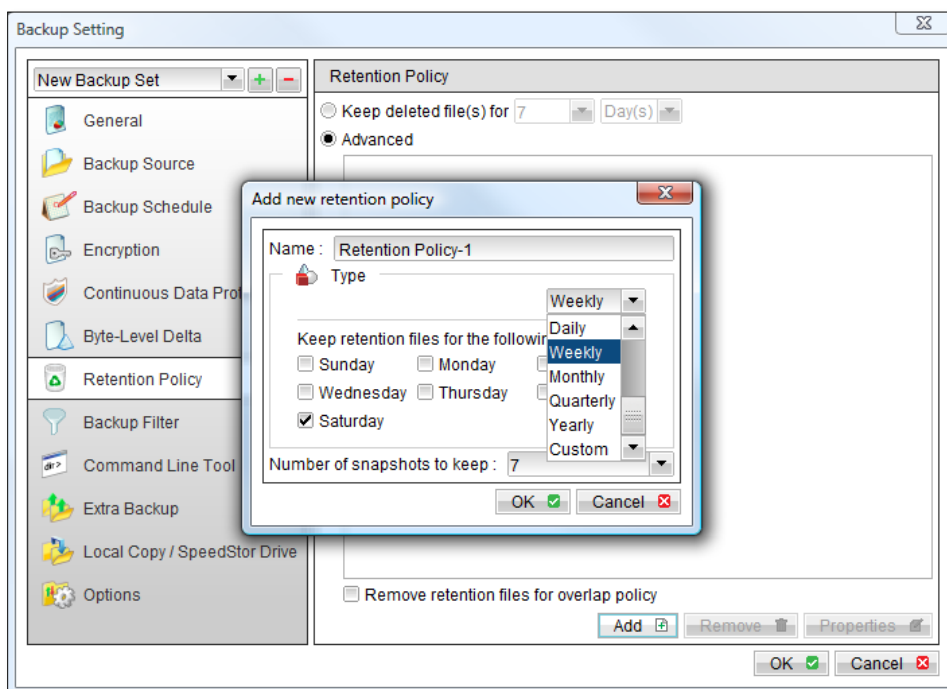 Backup Setting
New Backup Set
General
Backup Source
Backup Schedule
Encryption
Continuous Data Prot
Byte-Level Delta
Retention Policy
Backup Filter
dir>
Command Line Tool
Extra Backup
Local Copy / SpeedStor Drive
Options
Retention Policy
Keep deleted file(s) for 7 Day(s)
Advanced
Add new retention policy
Name : Retention Policy-1
Type
Weekly
Daily
Weekly
Monthly
Quarterly
Yearly
Custom
Keep retention files for the followin
Sunday Monday
Wednesday Thursday
Saturday
Number of snapshots to keep : 7
OK Cancel
Remove retention files for overlap policy
Add Remove Properties
OK Cancel